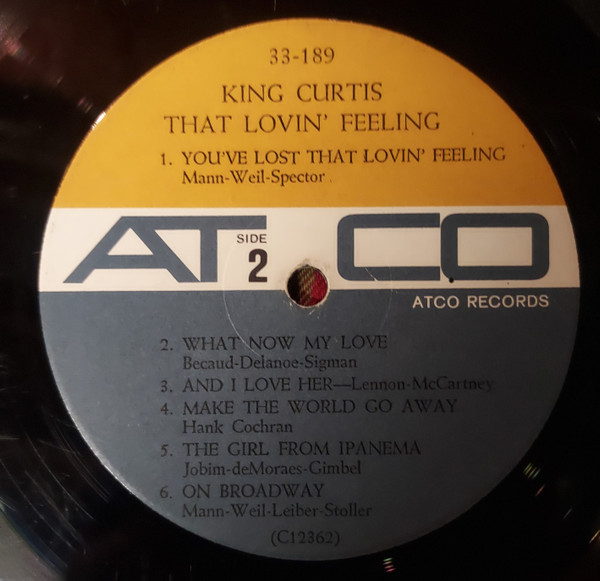 33-189
KING CURTIS
THAT LOVIN' FEELING
1. YOU'VE LOST THAT LOVIN' FEELING
Mann-Weil-Spector
ATCO
SIDE
2
ATCO RECORDS
2. WHAT NOW MY LOVE
Becaud-Delanoe-Sigman
3. AND I LOVE HER—Lennon-McCartney
4. MAKE THE WORLD GO AWAY
Hank Cochran
5. THE GIRL FROM IPANEMA
Jobim-deMoraes-Gimbel
6. ON BROADWAY
Mann-Weil-Leiber-Stoller
(C12362)